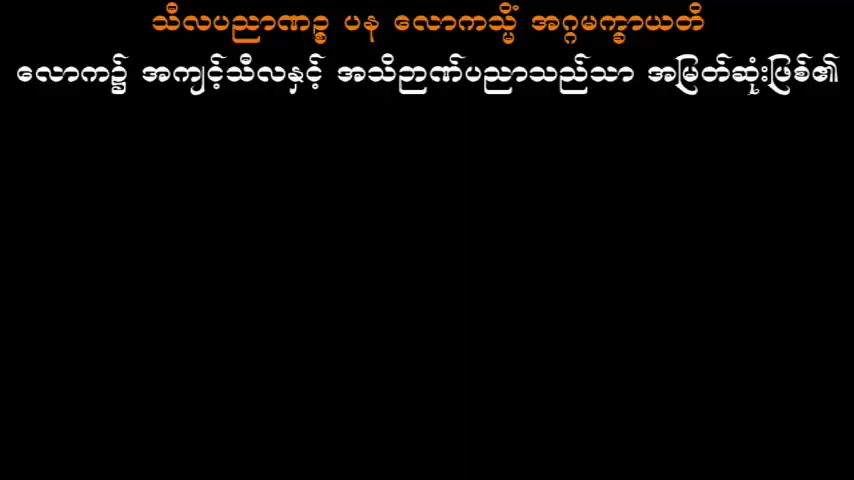 သီလပညာဏဉ္စ ပန လောကသ္မိံ အဂ္ဂမက္ခာယတိ
လောက၌ အကျင့်သီလနှင့် အသိဉာဏ်ပညာသည်သာ အမြတ်ဆုံးဖြစ်၏